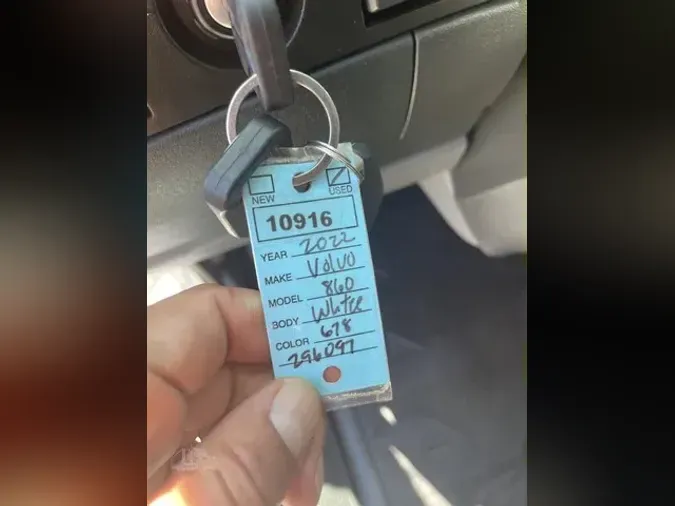 NEW USED
10916
YEAR 2022
MAKE Volvo
MODEL 860
BODY White
COLOR 678
296097